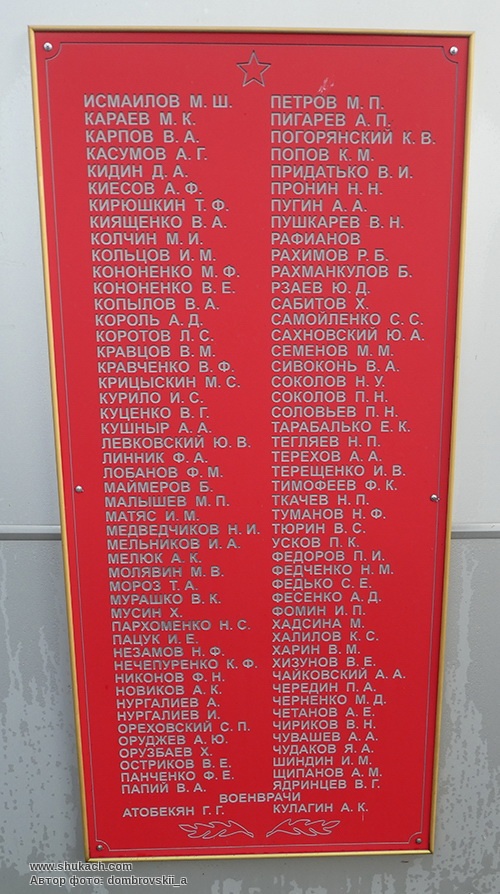 ИСМАИЛОВ М. Ш.
КАРАЕВ М. К.
КАРПОВ В. А.
КАСУМОВ А. Г.
КИДИН Д. А.
КИЕСОВ А. Ф.
КИРЮШКИН Т. Ф.
КИЯЩЕНКО В. А.
КОЛЧИН М. И.
КОЛЬЦОВ И. М.
КОНОНЕНКО М. Ф.
КОНОНЕНКО В. Е.
КОПЫЛОВ В. А.
КОРОЛЬ А. Д.
КОРОТОВ Л. С.
КРАВЦОВ В. М.
КРАВЧЕНКО В. Ф.
КРИЦЫСКИН М. С.
КУРИЛО И. С.
КУЦЕНКО В. Г.
КУШНЫР А. А.
ЛЕВКОВСКИЙ Ю. В.
ЛИННИК Ф. А.
ЛОБАНОВ Ф. М.
МАЙМЕРОВ Б.
МАЛЫШЕВ М. П.
МАТЯС И. М.
МЕДВЕДЧИКОВ Н. И.
МЕЛЬНИКОВ И. А.
МЕЛЮК А. К.
МОЛЯВИН М. В.
МОРОЗ Т. А.
МУРАШКО В. К.
МУСИН Х.
ПАРХОМЕНКО Н. С.
ПАЦУК И. Е.
НЕЗАМОВ Н. Ф.
НЕЧЕПУРЕНКО К. Ф.
НИКОНОВ Ф. Н.
НОВИКОВ А. К.
НУРГАЛИЕВ А.
НУРГАЛИЕВ И.
ОРЕХОВСКИЙ С. П.
ОРУДЖЕВ А. Ю.
ОРУЗБАЕВ Х.
ОСТРИКОВ В. Е.
ПАНЧЕНКО Ф. Е.
ПАПИЙ В. А.
ПЕТРОВ М. П.
ПИГАРЕВ А. П.
ПОГОРЯНСКИЙ К. В.
ПОПОВ К. М.
ПРИДАТЬКО В. И.
ПРОНИН Н. Н.
ПУГИН А. А.
ПУШКАРЕВ В. Н.
РАФИАНОВ
РАХИМОВ Р. Б.
РАХМАНКУЛОВ Б.
РЗАЕВ Ю. Д.
САБИТОВ Х.
САМОЙЛЕНКО С. С.
САХНОВСКИЙ Ю. А.
СЕМЕНОВ М. М.
СИВОКОНЬ В. А.
СОКОЛОВ Н. У.
СОКОЛОВ П. Н.
СОЛОВЬЕВ П. Н.
ТАРАБАЛЬКО Е. К.
ТЕГЛЯЕВ Н. П.
ТЕРЕХОВ А. А.
ТЕРЕЩЕНКО И. В.
ТИМОФЕЕВ Ф. К.
ТКАЧЕВ Н. П.
ТУМАНОВ Н. Ф.
ТЮРИН В. С.
УСКОВ П. К.
ФЕДОРОВ П. И.
ФЕДЧЕНКО Н. М.
ФЕДЬКО С. Е.
ФЕСЕНКО А. Д.
ФОМИН И. П.
ХАДСИНА М.
ХАЛИЛОВ К. С.
ХАРИН В. М.
ХИЗУНОВ В. Е.
ЧАЙКОВСКИЙ А. А.
ЧЕРЕДИН П. А.
ЧЕРНЕНКО М. Д.
ЧЕТАНОВ А. Е.
ЧИРИКОВ В. Н.
ЧУВАШЕВ А. А.
ЧУДАКОВ Я. А.
ШИНДИН И. М.
ЩИПАНОВ А. М.
ЯДРИНЦЕВ В. Г.
ВОЕНВРАЧИ
АТОБЕКЯН Г. Г.
КУЛАГИН А. К.
www.shukach.com
Автор фото: dombrovskii_a